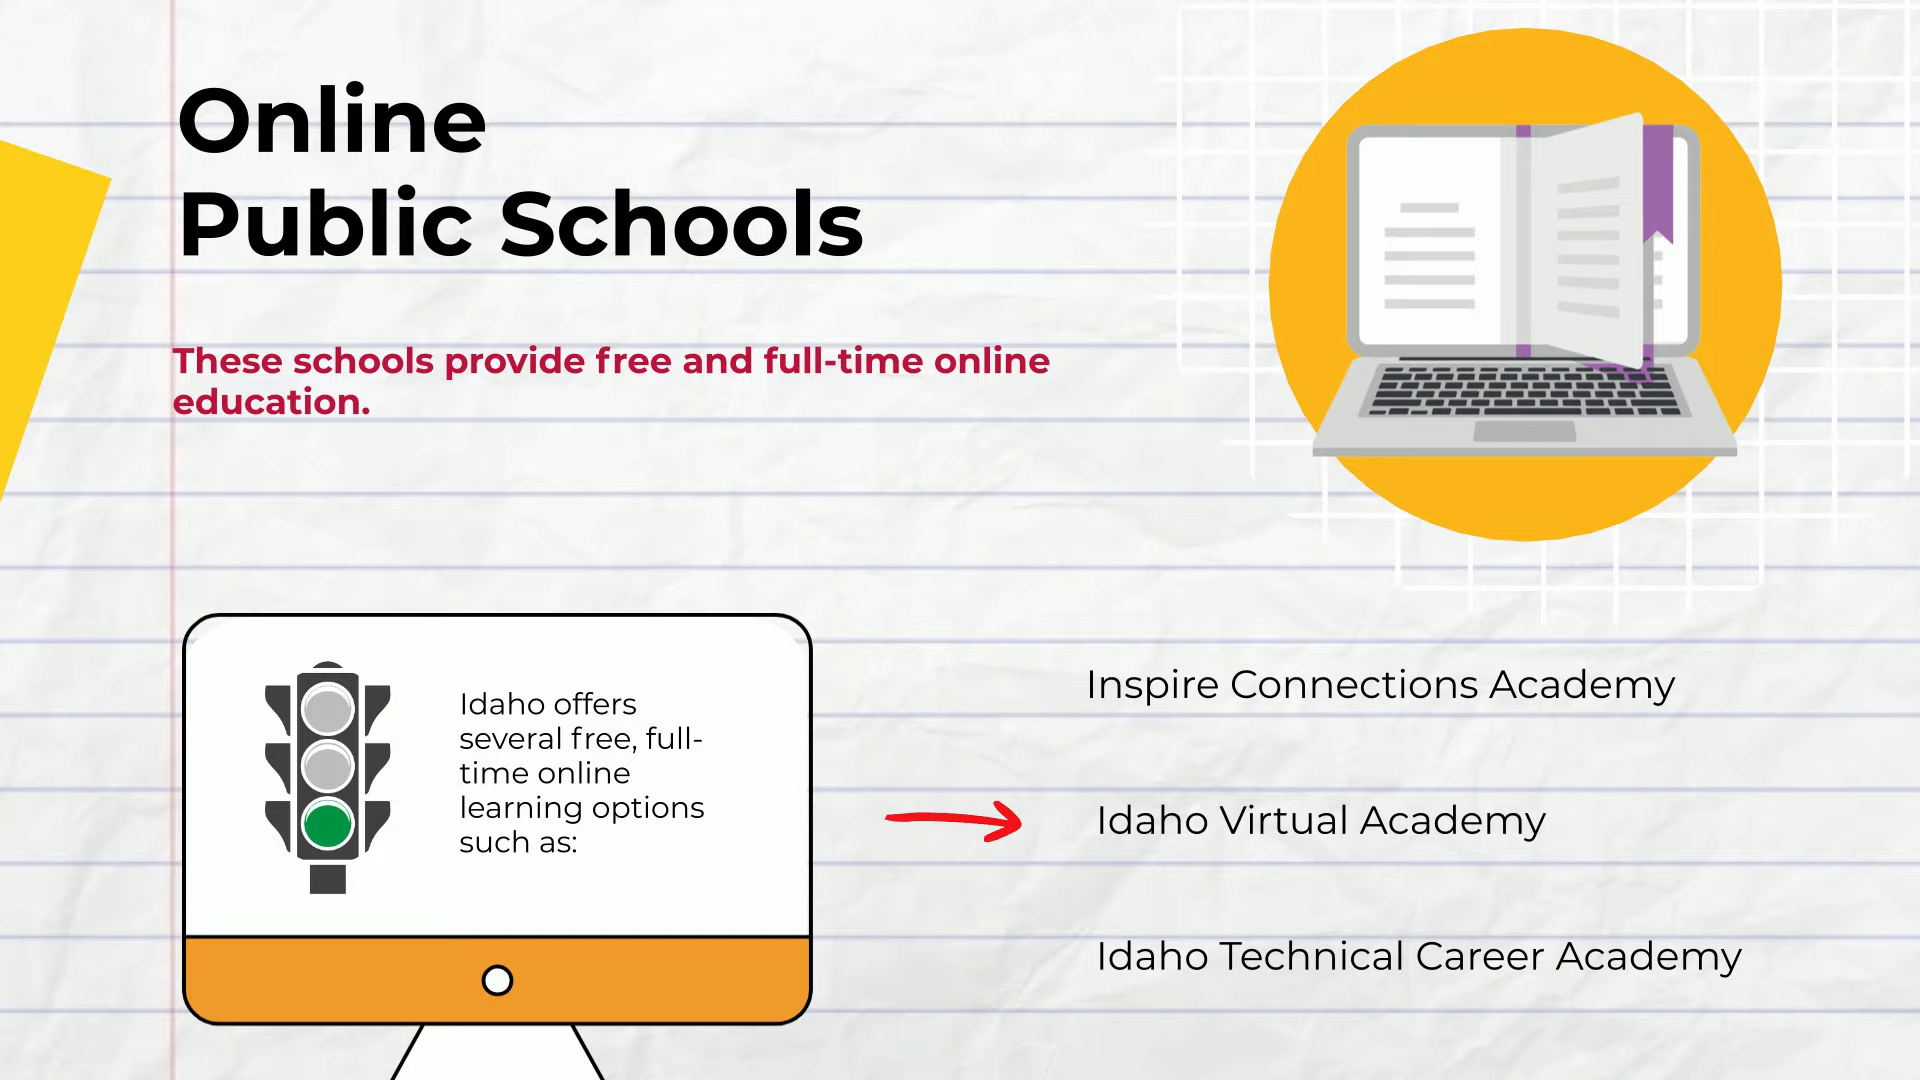 Online
Public Schools
These schools provide free and full-time online
education.
Idaho offers
several free, full-
time online
learning options
such as:
Inspire Connections Academy
Idaho Virtual Academy
Idaho Technical Career Academy